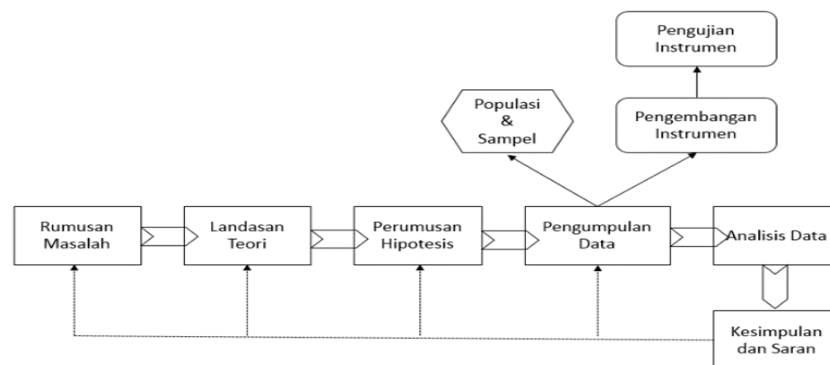 Pengujian
Instrumen
Populasi
&
Sampel
Pengembangan
Instrumen
Rumusan
Masalah
Landasan
Teori
Perumusan
Hipotesis
Pengumpulan
Data
Analisis Data
Kesimpulan
dan Saran